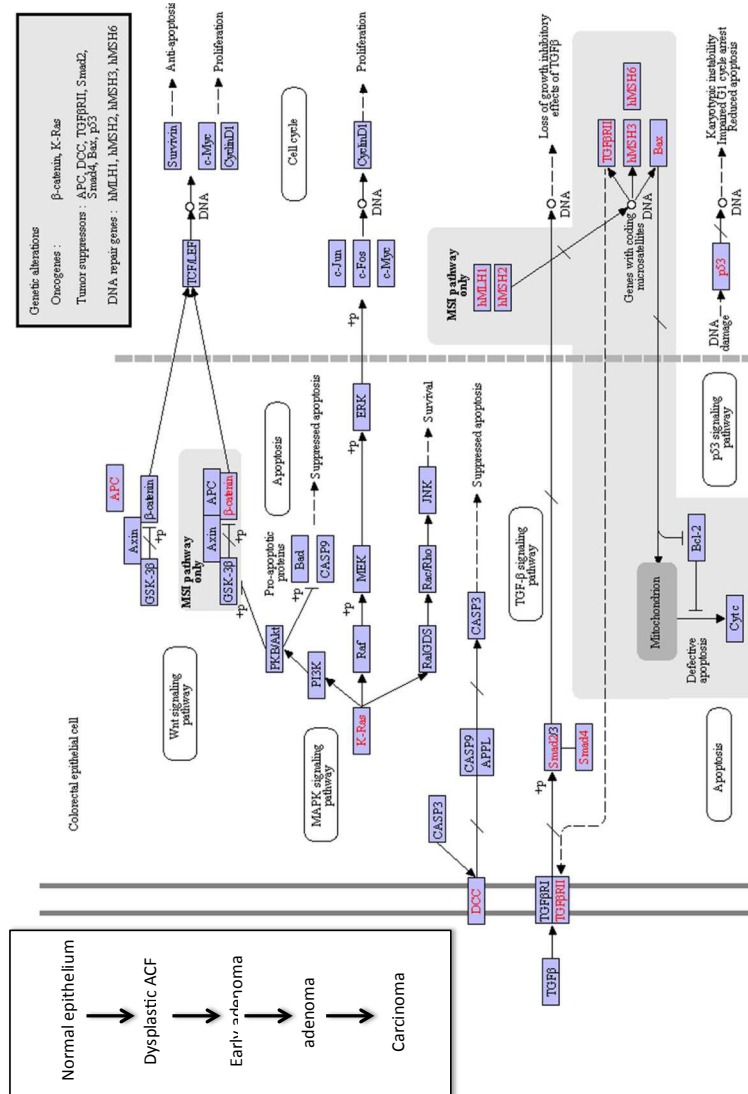 Normal epithelium
Dysplastic ACF
Early adenoma
adenoma
Carcinoma
Genetic alterations
Oncogenes : β-catenin, K-Ras
Tumor suppressors : APC, DCC, TGFβRII, Smad2,
Smad4, Bax, p53
DNA repair genes : hMLH1, hMSH2, hMSH3, hMSH6
Colorectal epithelial cell
Wnt signaling
pathway
APC
Axin
GSK-3β
β-catenin
+p
TCF/LEF
DNA
Survivin
Anti-apoptosis
c-Myc
CyclinD1
Proliferation
MSI pathway
only
Axin
APC
GSK-3β
β-catenin
+p
+p
PKB/Akt
PI3K
Pro-apoptotic
proteins
+p
Bad
CASP9
Suppressed apoptosis
Apoptosis
Cell cycle
MAPK signaling
pathway
K-Ras
Raf
+p
MEK
+p
ERK
+p
c-Jun
c-Fos
c-Myc
DNA
CyclinD1
Proliferation
RalGDS
Rac/Rho
JNK
Survival
CASP3
DCC
CASP9
APPL
CASP3
Suppressed apoptosis
MSI pathway
only
hMLH1
hMSH2
TGF-β signaling
pathway
TGFβ
TGFβRI
TGFβRII
+p
Smad2/3
Smad4
DNA
Loss of growth inhibitory
effects of TGFβ
Genes with coding
microsatellites
DNA
TGFβRII
hMSH3
hMSH6
Bax
Apoptosis
Mitochondrion
Defective
apoptosis
Bcl-2
Cyt c
p53 signaling
pathway
DNA
damage
p53
DNA
Karyotypic instability
Impaired G1 cycle arrest
Reduced apoptosis